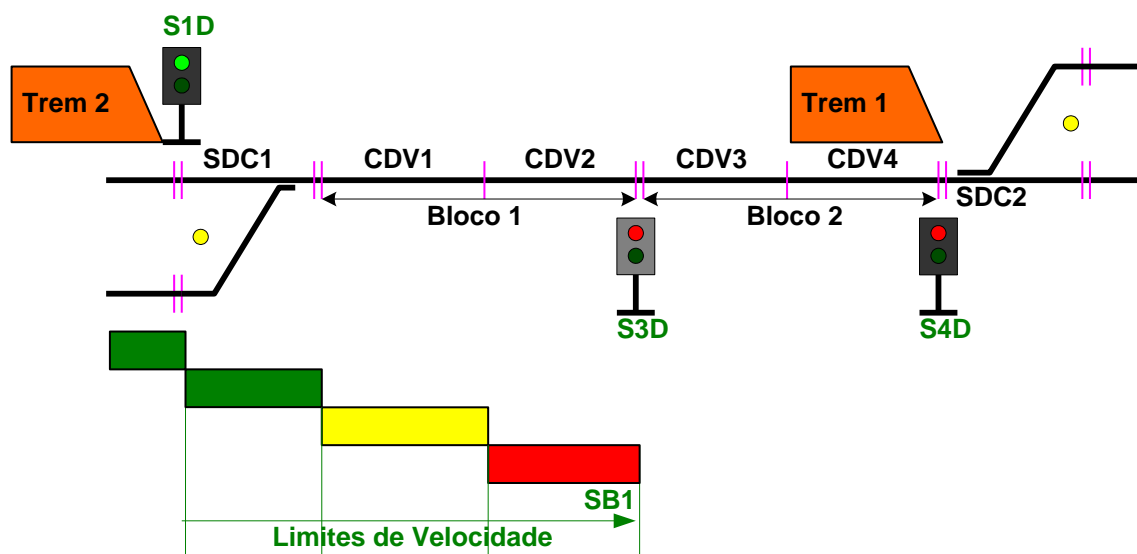 S1D
Trem 2
Trem 1
SDC1
CDV1
CDV2
CDV3
CDV4
SDC2
Bloco 1
Bloco 2
S3D
S4D
SB1
Limites de Velocidade